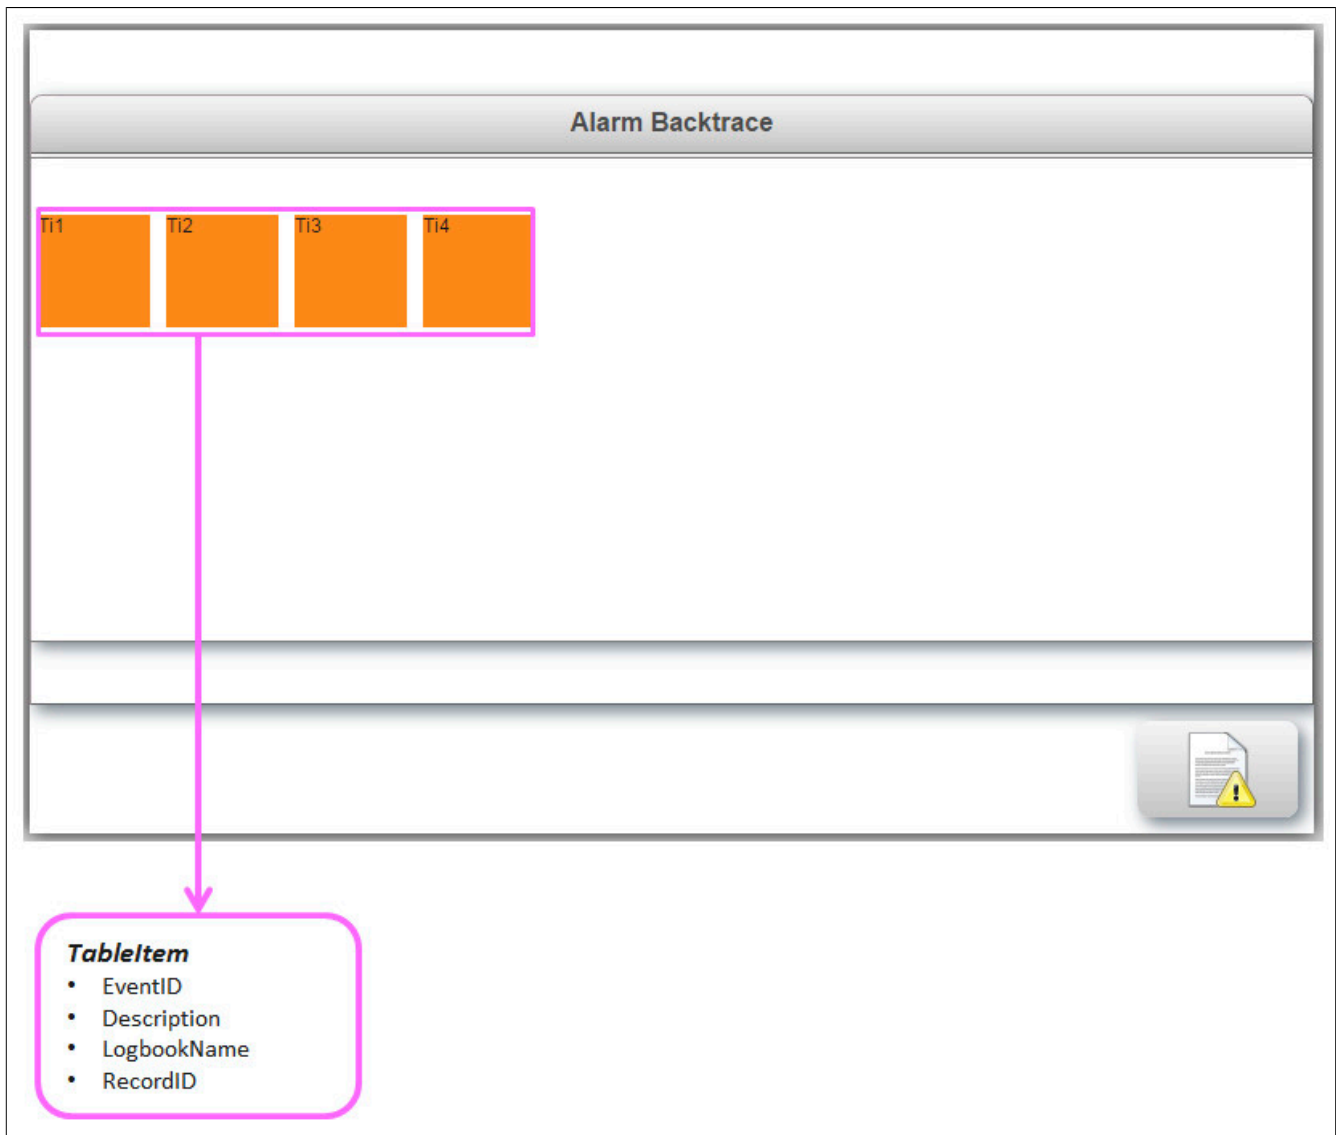 Alarm Backtrace
Ti1 Ti2 Ti3 Ti4
TableItem
• EventID
• Description
• LogbookName
• RecordID